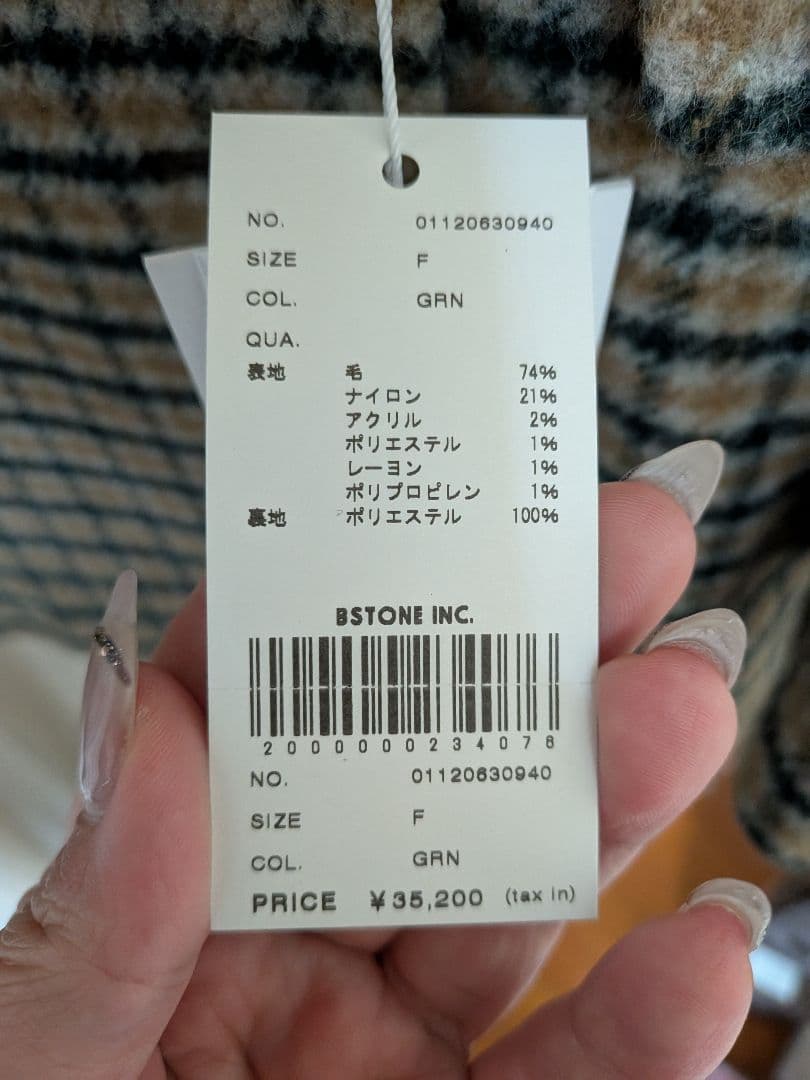 NO. 01120630940
SIZE F
COL. GRN
QUA.
表地 毛 74%
ナイロン 21%
アクリル 2%
ポリエステル 1%
レーヨン 1%
ポリプロピレン 1%
裏地 ポリエステル 100%
BSTONE INC.
2000000234076
NO. 01120630940
SIZE F
COL. GRN
PRICE ¥35,200 (tax in)